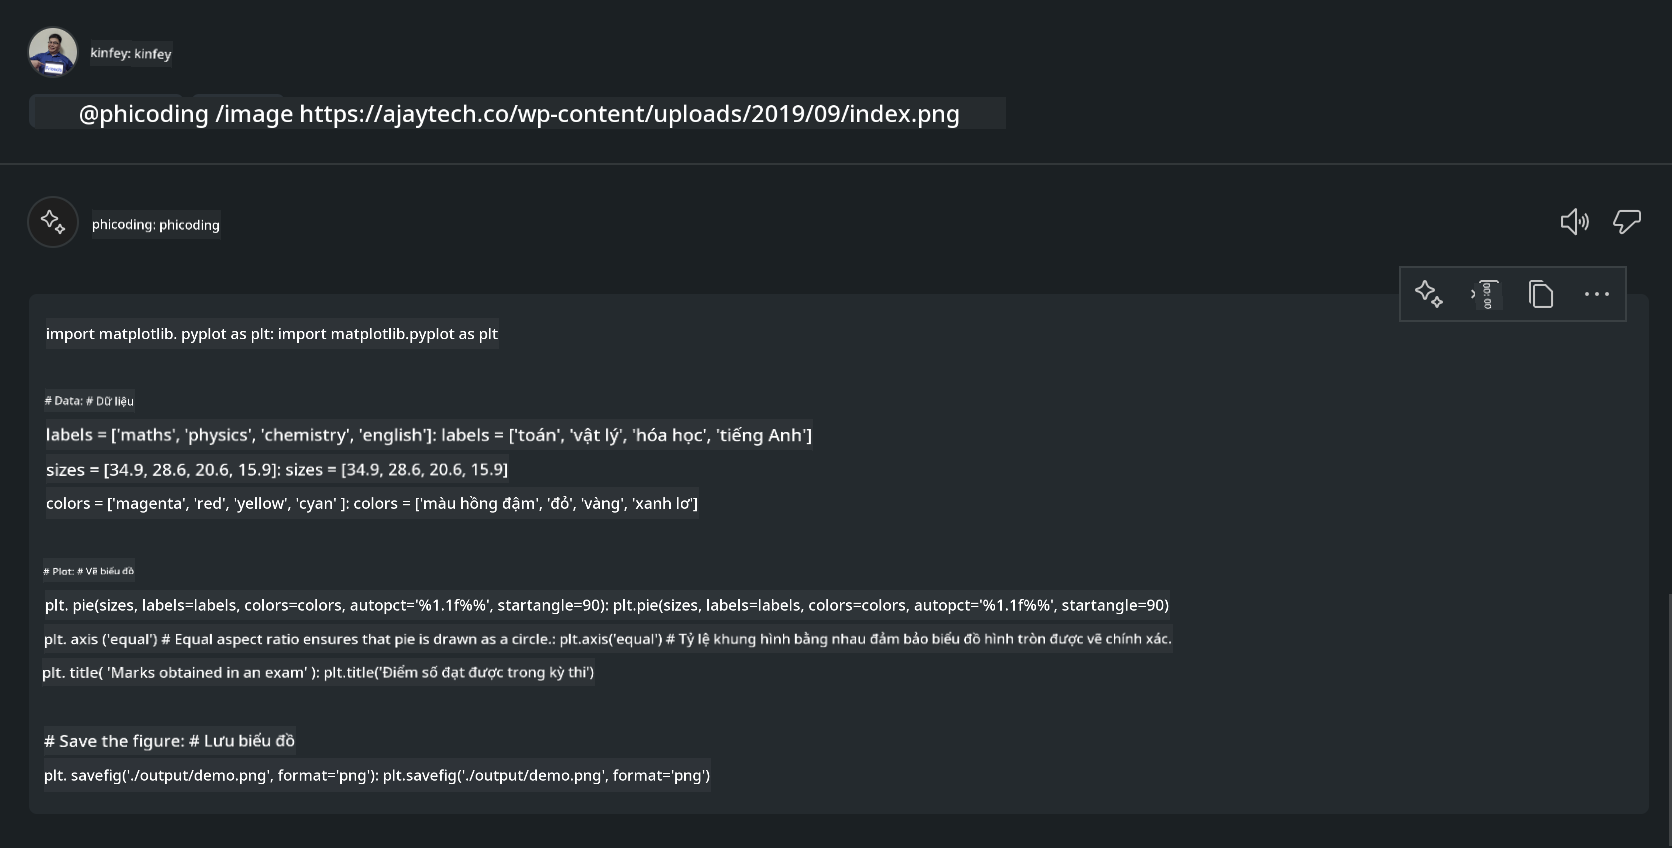 kinfey: kinfey
@phicoding /image https://ajaytech.co/wp-content/uploads/2019/09/index.png
phicoding: phicoding
00:00
import matplotlib. pyplot as plt: import matplotlib.pyplot as plt
# Data: # Dữ liệu
labels = ['maths', 'physics', 'chemistry', 'english']: labels = ['toán', 'vật lý', 'hóa học', 'tiếng Anh']
sizes = [34.9, 28.6, 20.6, 15.9]: sizes = [34.9, 28.6, 20.6, 15.9]
colors = ['magenta', 'red', 'yellow', 'cyan' ]: colors = ['màu hồng đậm', 'đỏ', 'vàng', 'xanh lơ']
# Plot: # Vẽ biểu đồ
plt. pie(sizes, labels=labels, colors=colors, autopct='%1.1f%%', startangle=90): plt.pie(sizes, labels=labels, colors=colors, autopct='%1.1f%%', startangle=90)
plt. axis ('equal') # Equal aspect ratio ensures that pie is drawn as a circle.: plt.axis('equal') # Tỷ lệ khung hình bằng nhau đảm bảo biểu đồ hình tròn được vẽ chính xác.
plt. title( 'Marks obtained in an exam' ): plt.title('Điểm số đạt được trong kỳ thi')
# Save the figure: # Lưu biểu đồ
plt. savefig('./output/demo.png', format='png'): plt.savefig('./output/demo.png', format='png')